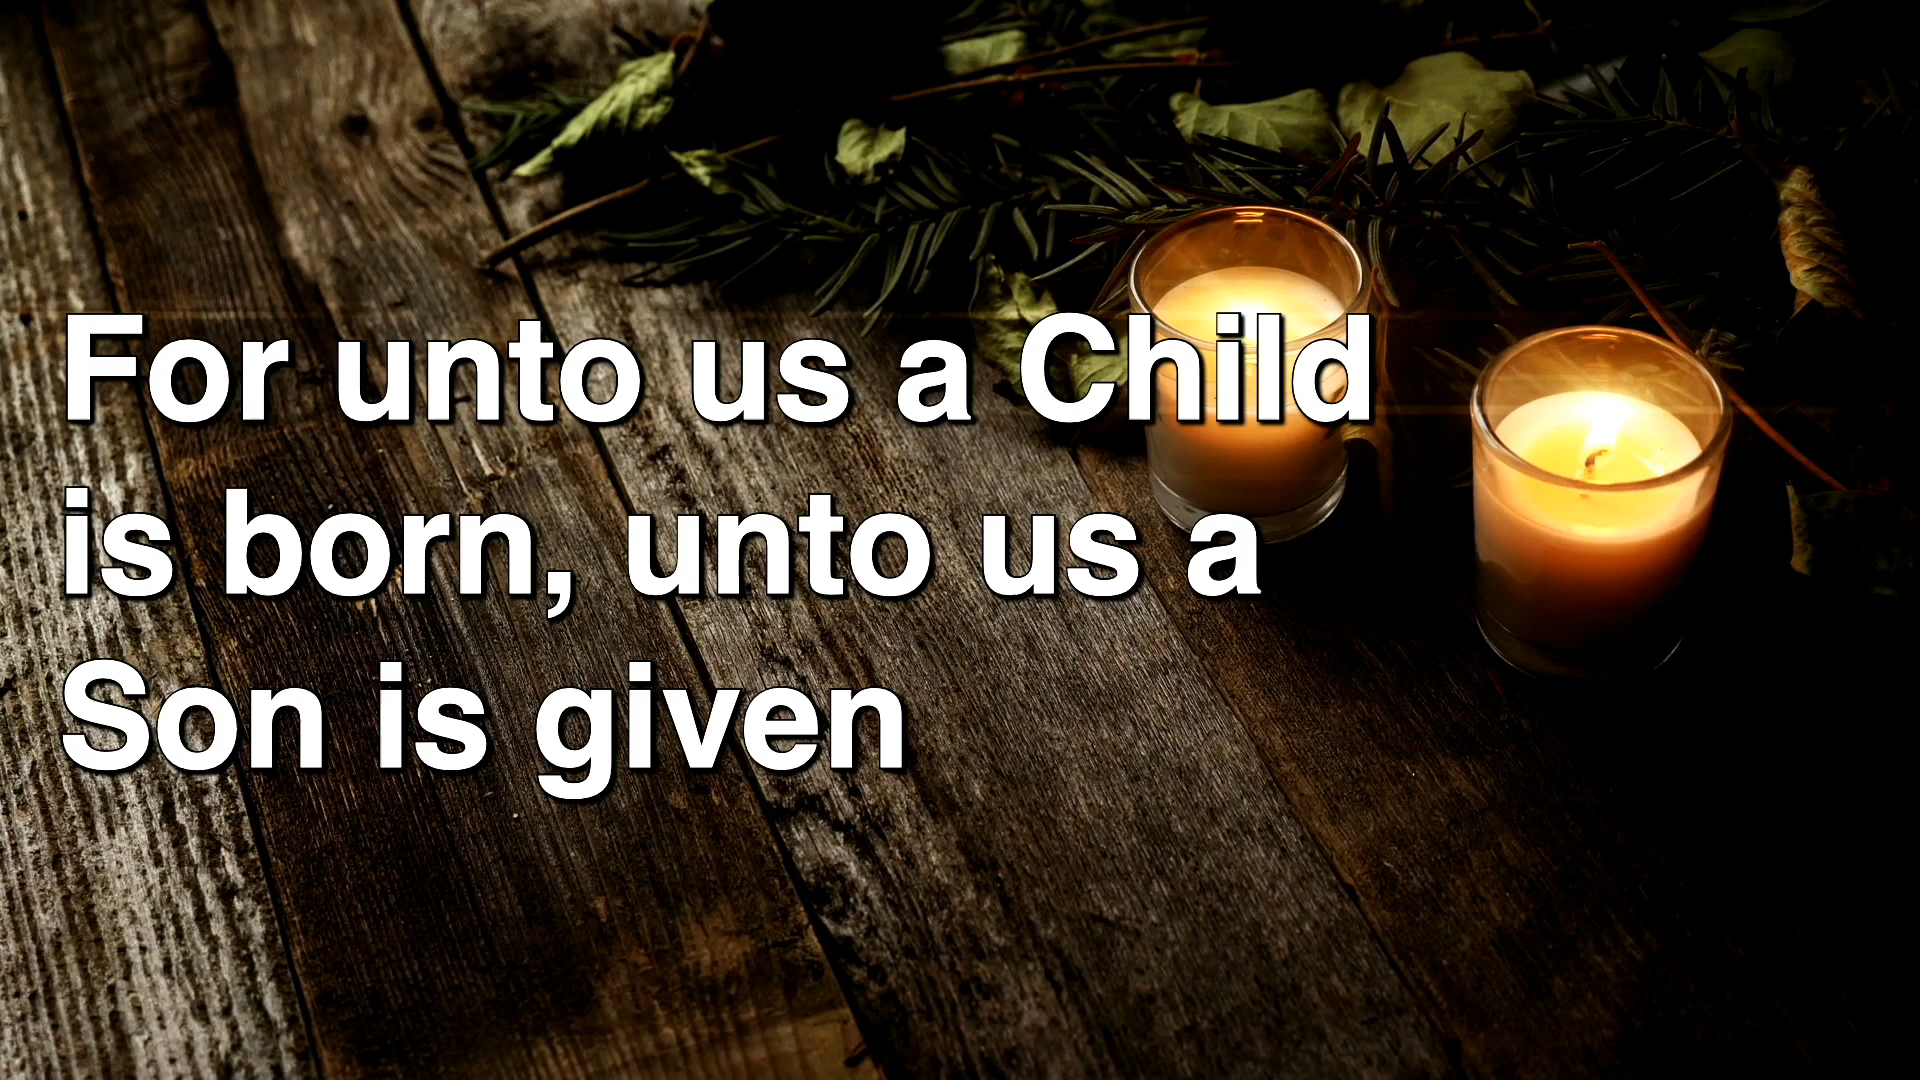 For unto us a Child
is born, unto us a
Son is given